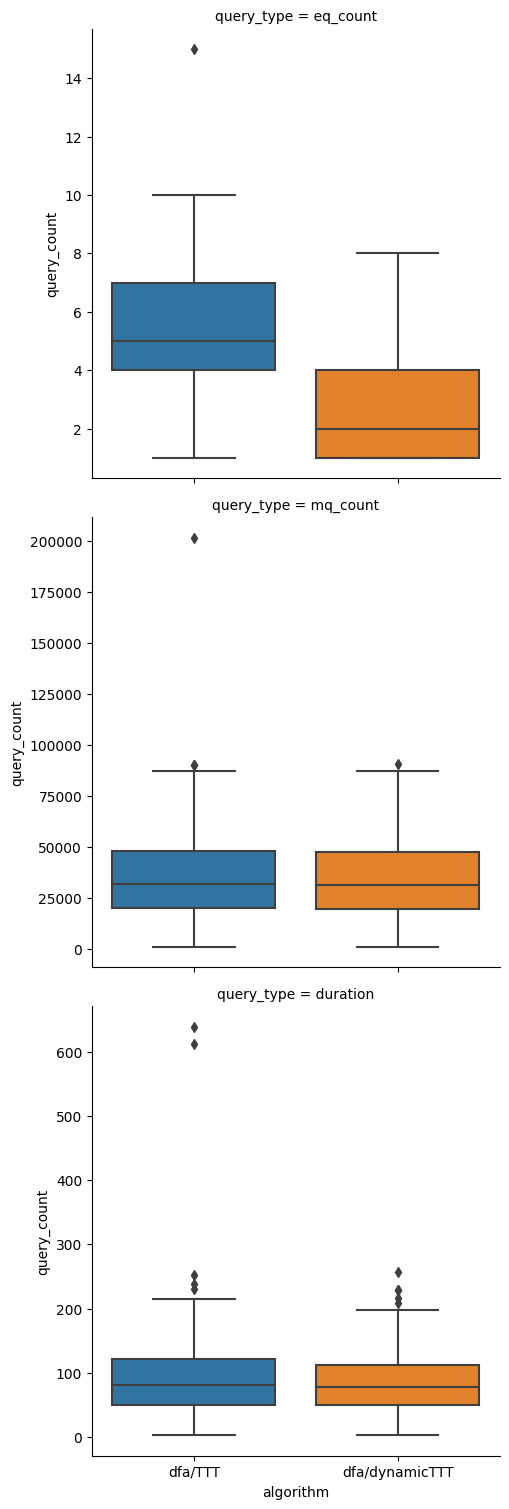 query_type = eq_count
14
12
10
8
6
4
2
query_count
query_type = mq_count
200000
175000
150000
125000
100000
75000
50000
25000
0
query_count
query_type = duration
600
500
400
300
200
100
0
query_count
dfa/TTT
dfa/dynamicTTT
algorithm